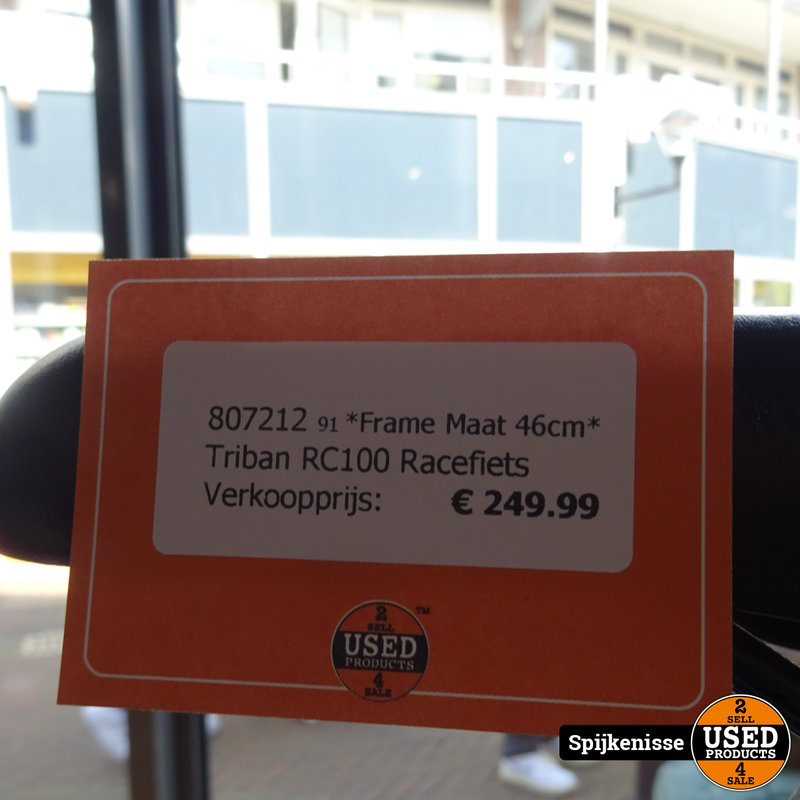 807212 91 *Frame Maat 46cm*
Triban RC100 Racefiets
Verkoopprijs: € 249.99
2
SELL
USED
PRODUCTS
4
SALE
TM
Spijkenisse
2
SELL
USED
PRODUCTS
4
SALE